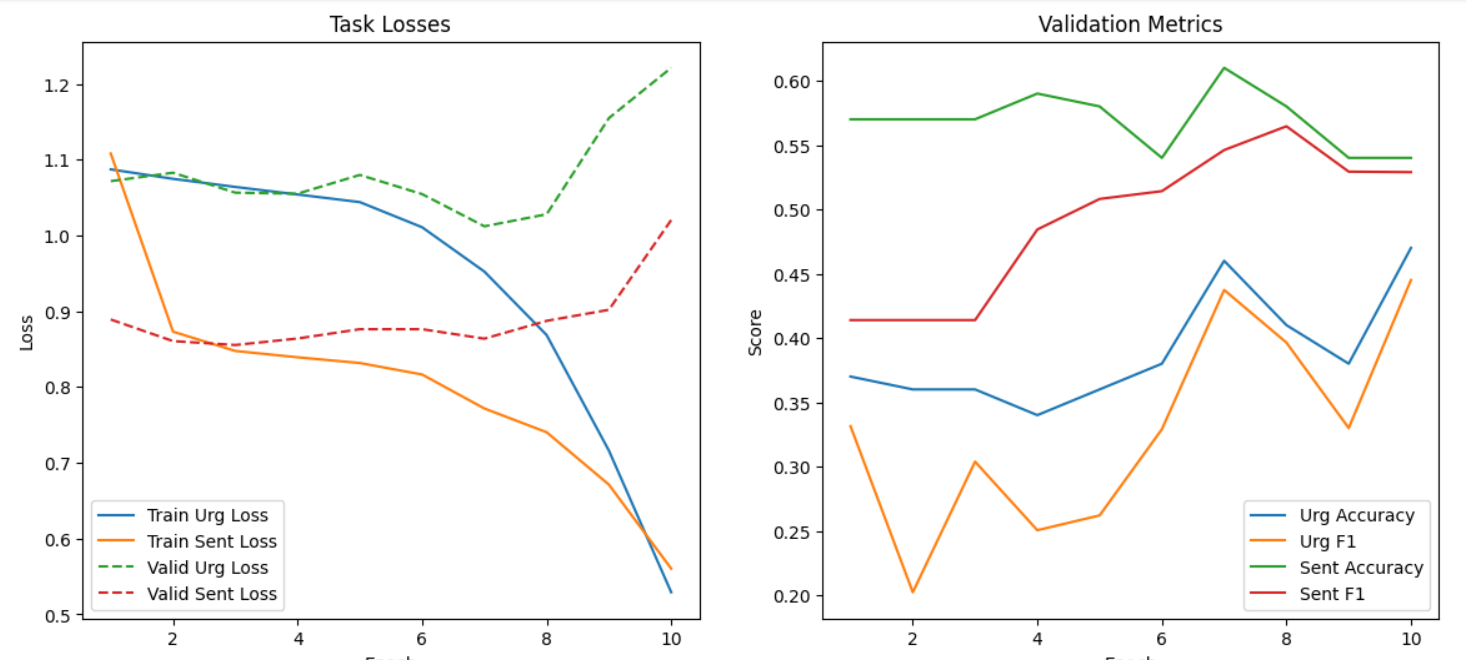 Task Losses
Loss
1.2
1.1
1.0
0.9
0.8
0.7
0.6
0.5
Train Urg Loss
Train Sent Loss
Valid Urg Loss
Valid Sent Loss
2 4 6 8 10
Validation Metrics
Score
0.60
0.55
0.50
0.45
0.40
0.35
0.30
0.25
0.20
Urg Accuracy
Urg F1
Sent Accuracy
Sent F1
2 4 6 8 10